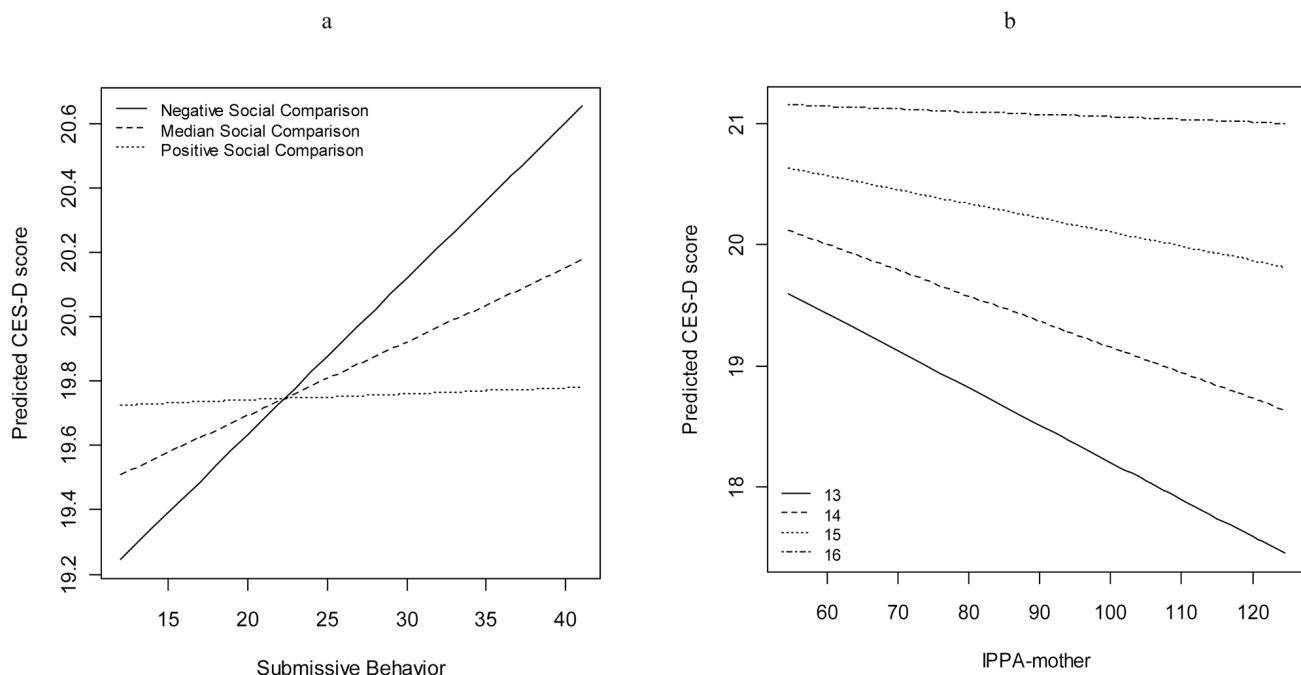 a
Negative Social Comparison
Median Social Comparison
Positive Social Comparison
Predicted CES-D score
20.6
20.4
20.2
20.0
19.8
19.6
19.4
19.2
15 20 25 30 35 40
Submissive Behavior
b
Predicted CES-D score
21
20
19
18
13
14
15
16
60 70 80 90 100 110 120
IPPA-mother